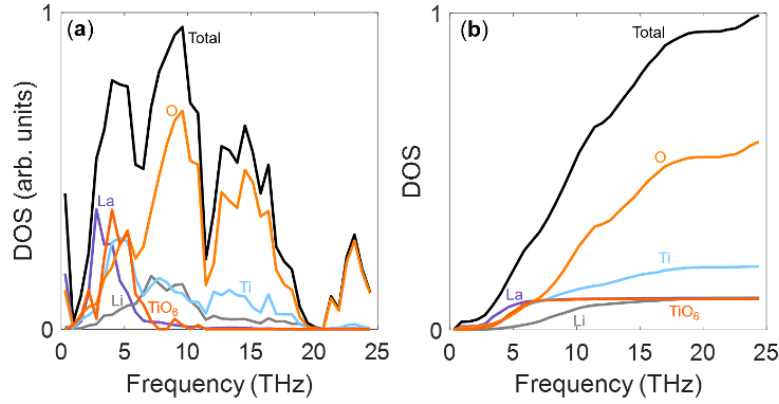 (a)
Total
O
La
Ti
Li
TiO₆
DOS (arb. units)
1
0
0 5 10 15 20 25
Frequency (THz)
(b)
Total
O
Ti
La
TiO₆
Li
DOS
1
0
0 5 10 15 20 25
Frequency (THz)